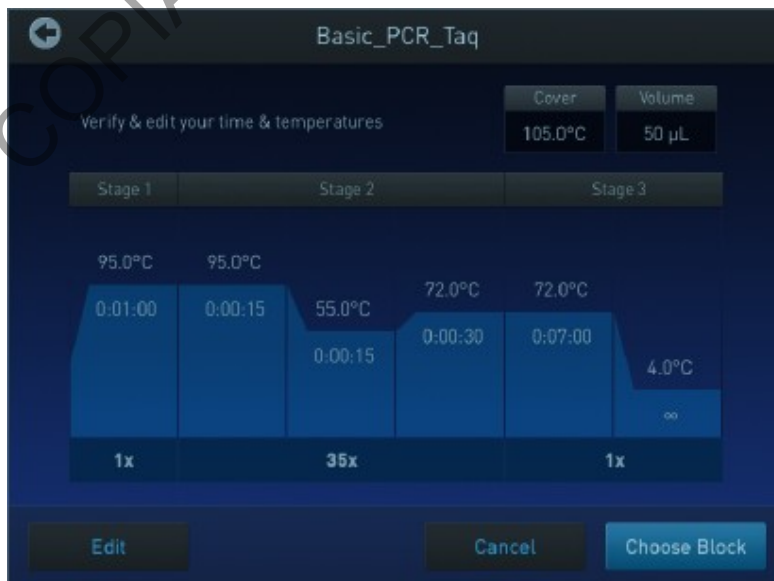 COPIA
Basic_PCR_Taq
Verify & edit your time & temperatures
Cover
105.0°C
Volume
50 µL
Stage 1
Stage 2
Stage 3
95.0°C
0:01:00
95.0°C
0:00:15
55.0°C
0:00:15
72.0°C
0:00:30
72.0°C
0:07:00
4.0°C
∞
1x
35x
1x
Edit
Cancel
Choose Block